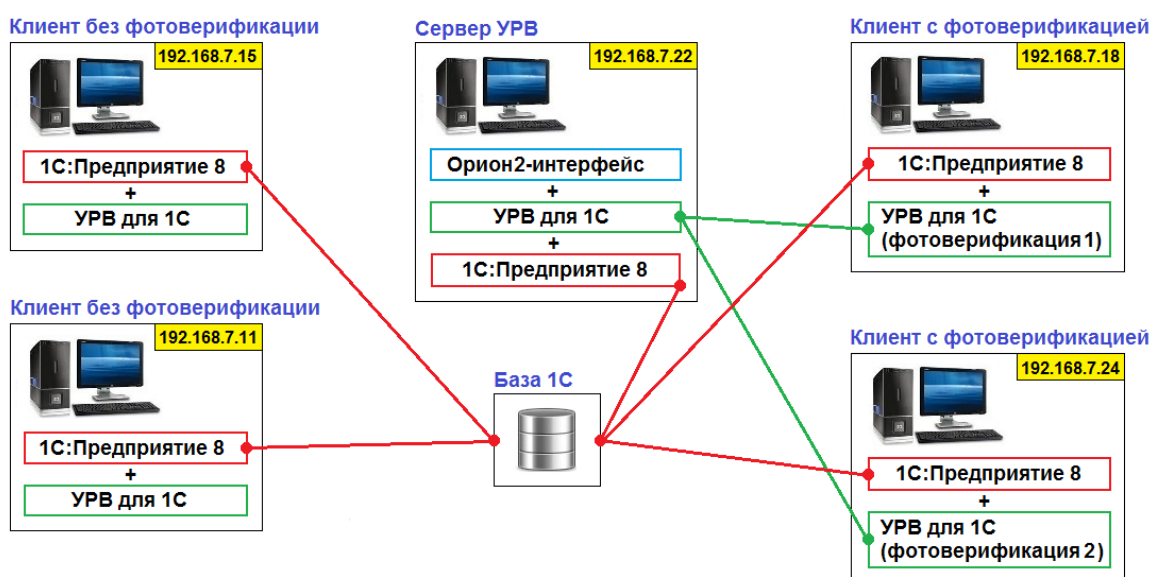 Клиент без фотоверификации
192.168.7.15
1С:Предприятие 8
+
УРВ для 1С
Клиент без фотоверификации
192.168.7.11
1С:Предприятие 8
+
УРВ для 1С
Сервер УРВ
192.168.7.22
Орион2-интерфейс
+
УРВ для 1С
+
1С:Предприятие 8
База 1С
Клиент с фотоверификацией
192.168.7.18
1С:Предприятие 8
+
УРВ для 1С
(фотоверификация 1)
Клиент с фотоверификацией
192.168.7.24
1С:Предприятие 8
+
УРВ для 1С
(фотоверификация 2)